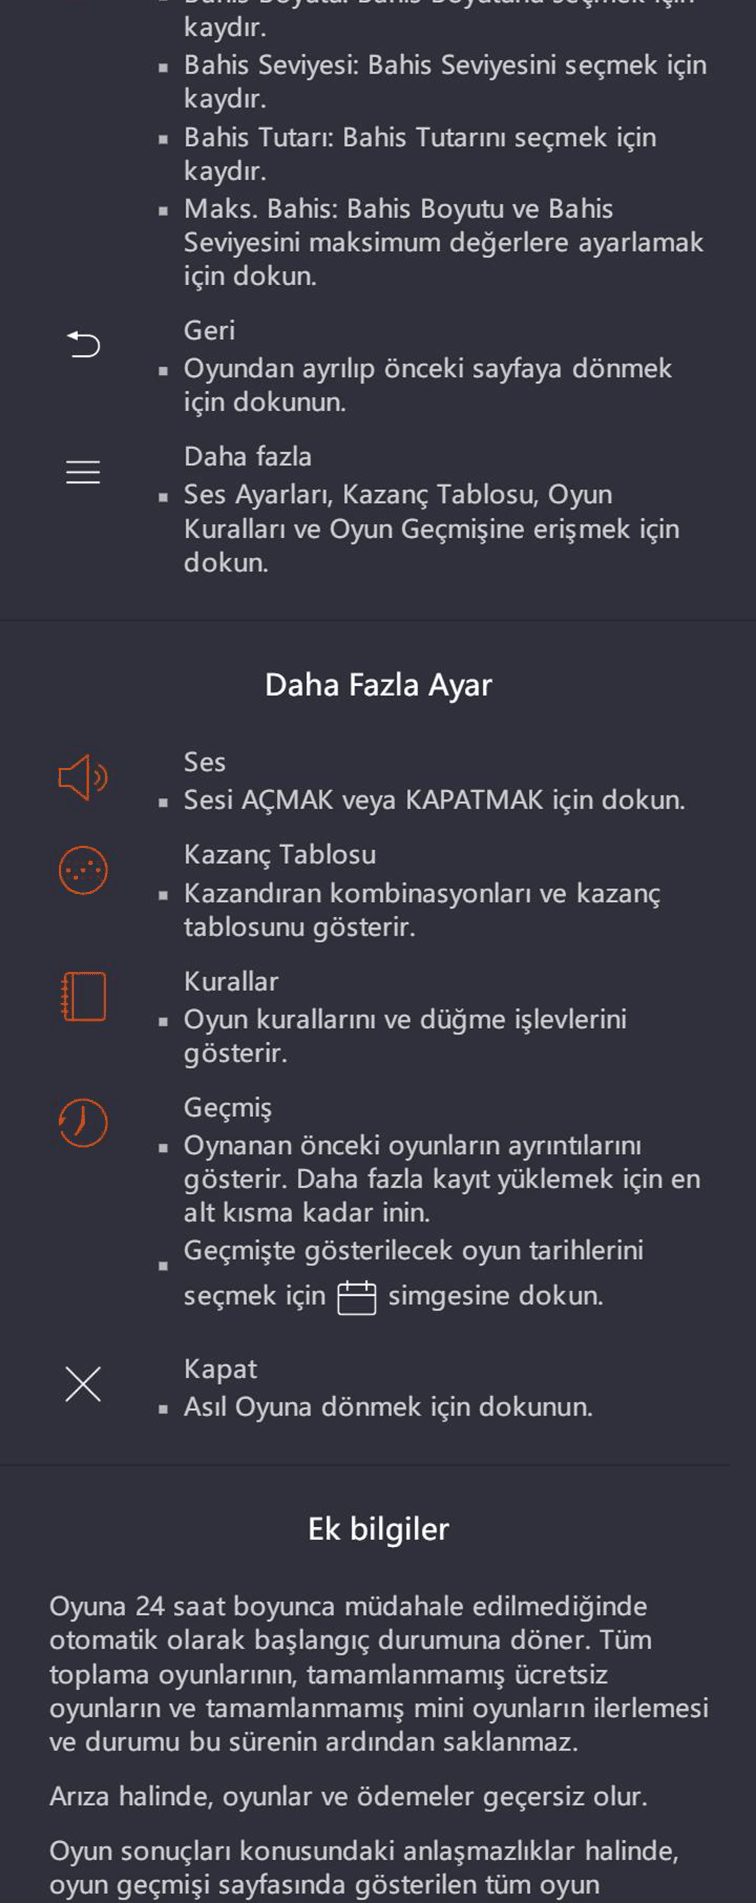 Bahis Boyutu: Bahis Boyutunu seçmek için
kaydır.
Bahis Seviyesi: Bahis Seviyesini seçmek için
kaydır.
Bahis Tutarı: Bahis Tutarını seçmek için
kaydır.
Maks. Bahis: Bahis Boyutu ve Bahis
Seviyesini maksimum değerlere ayarlamak
için dokun.
Geri
Oyundan ayrılıp önceki sayfaya dönmek
için dokunun.
Daha fazla
Ses Ayarları, Kazanç Tablosu, Oyun
Kuralları ve Oyun Geçmişine erişmek için
dokun.
Daha Fazla Ayar
Ses
Sesi AÇMAK veya KAPATMAK için dokun.
Kazanç Tablosu
Kazandıran kombinasyonları ve kazanç
tablosunu gösterir.
Kurallar
Oyun kurallarını ve düğme işlevlerini
gösterir.
Geçmiş
Oynanan önceki oyunların ayrıntılarını
gösterir. Daha fazla kayıt yüklemek için en
alt kısma kadar inin.
Geçmişte gösterilecek oyun tarihlerini
seçmek için simgesine dokun.
Kapat
Asıl Oyuna dönmek için dokunun.
Ek bilgiler
Oyuna 24 saat boyunca müdahale edilmediğinde
otomatik olarak başlangıç durumuna döner. Tüm
toplama oyunlarının, tamamlanmamış ücretsiz
oyunların ve tamamlanmamış mini oyunların ilerlemesi
ve durumu bu sürenin ardından saklanmaz.
Arıza halinde, oyunlar ve ödemeler geçersiz olur.
Oyun sonuçları konusundaki anlaşmazlıklar halinde,
oyun geçmişi sayfasında gösterilen tüm oyun